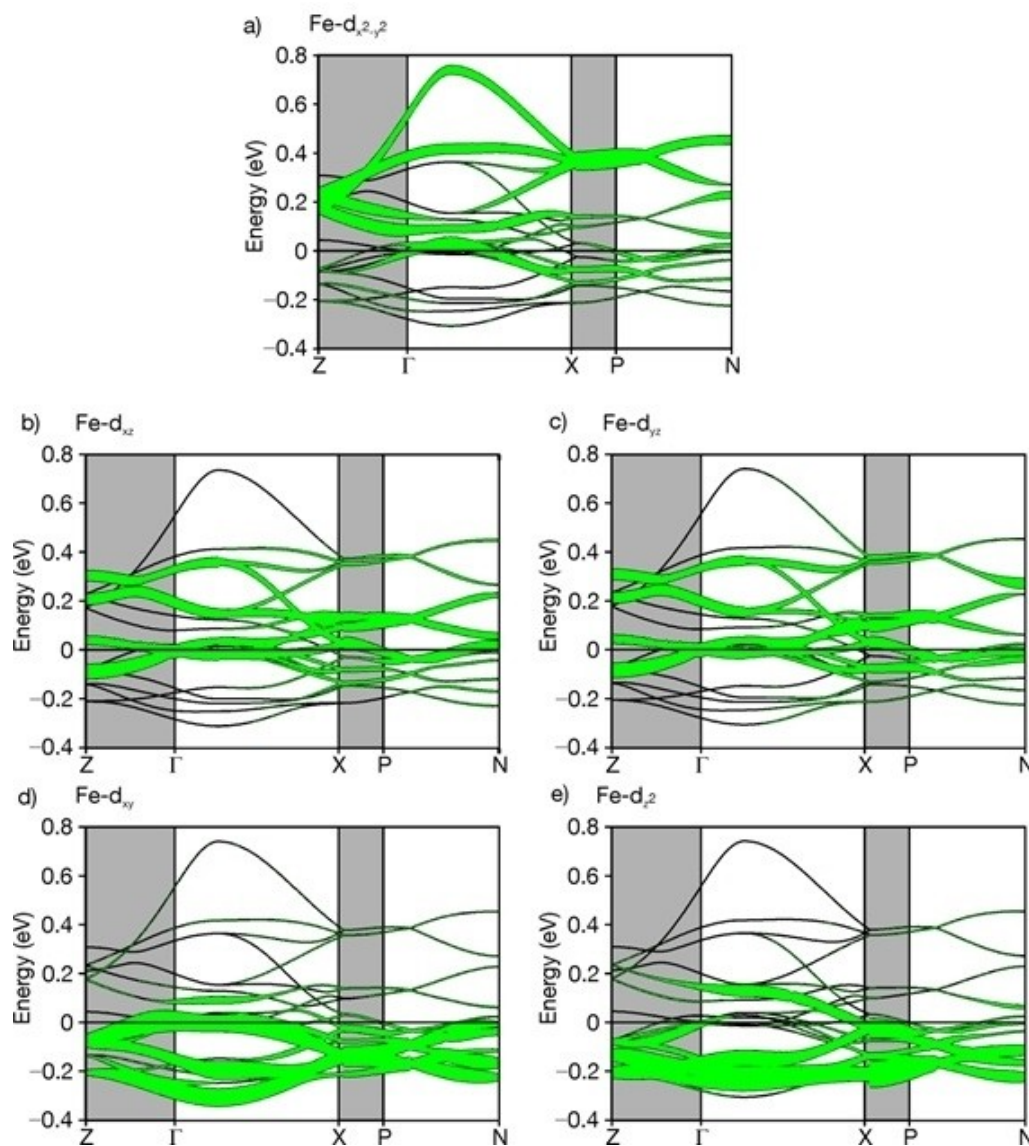 a) Fe-dx²-y²
0.8
0.6
0.4
0.2
0
−0.2
−0.4
Energy (eV)
Z Γ X P N
b) Fe-dxz
0.8
0.6
0.4
0.2
0
−0.2
−0.4
Energy (eV)
Z Γ X P N
c) Fe-dyz
0.8
0.6
0.4
0.2
0
−0.2
−0.4
Energy (eV)
Z Γ X P N
d) Fe-dxy
0.8
0.6
0.4
0.2
0
−0.2
−0.4
Energy (eV)
Z Γ X P N
e) Fe-dz²
0.8
0.6
0.4
0.2
0
−0.2
−0.4
Energy (eV)
Z Γ X P N